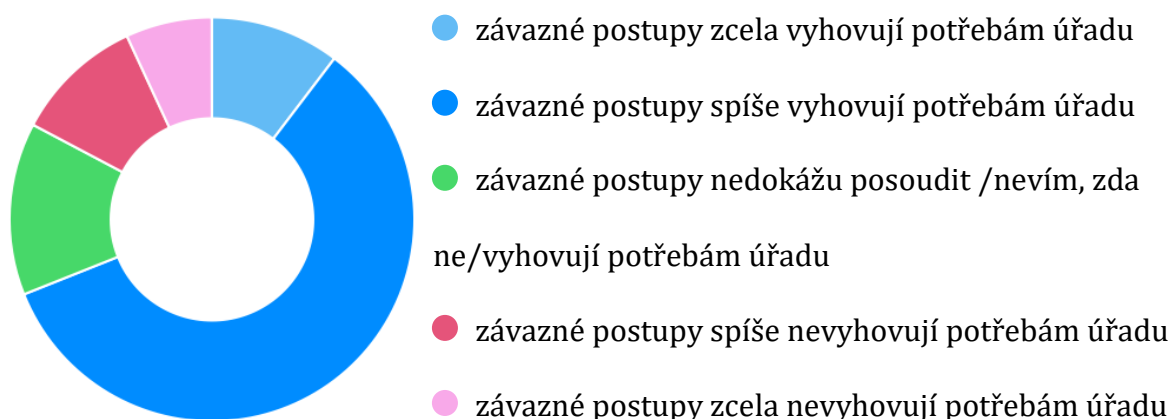 závazné postupy zcela vyhovují potřebám úřadu
závazné postupy spíše vyhovují potřebám úřadu
závazné postupy nedokážu posoudit /nevím, zda
ne/vyhovují potřebám úřadu
závazné postupy spíše nevyhovují potřebám úřadu
závazné postupy zcela nevyhovují potřebám úřadu